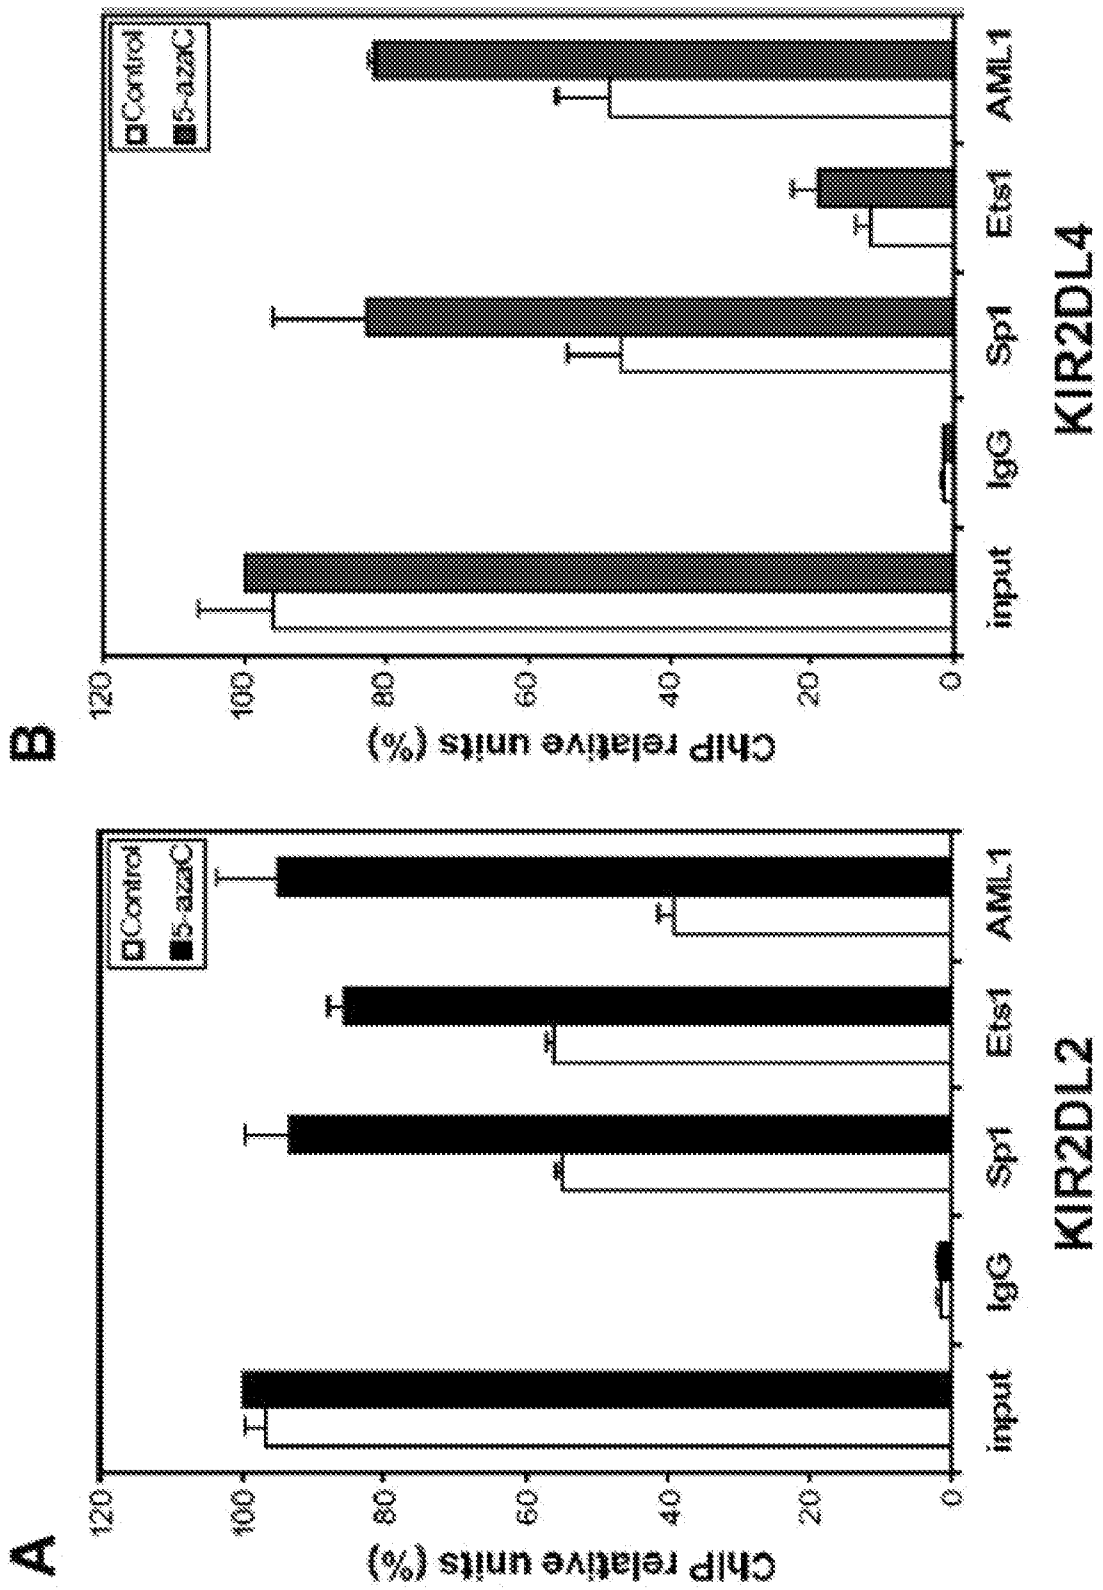 A
ChIP relative units (%)
120
100
80
60
40
20
0
Control
5-azaC
input IgG Sp1 Ets1 AML1
KIR2DL2
B
ChIP relative units (%)
120
100
80
60
40
20
0
Control
5-azaC
input IgG Sp1 Ets1 AML1
KIR2DL4